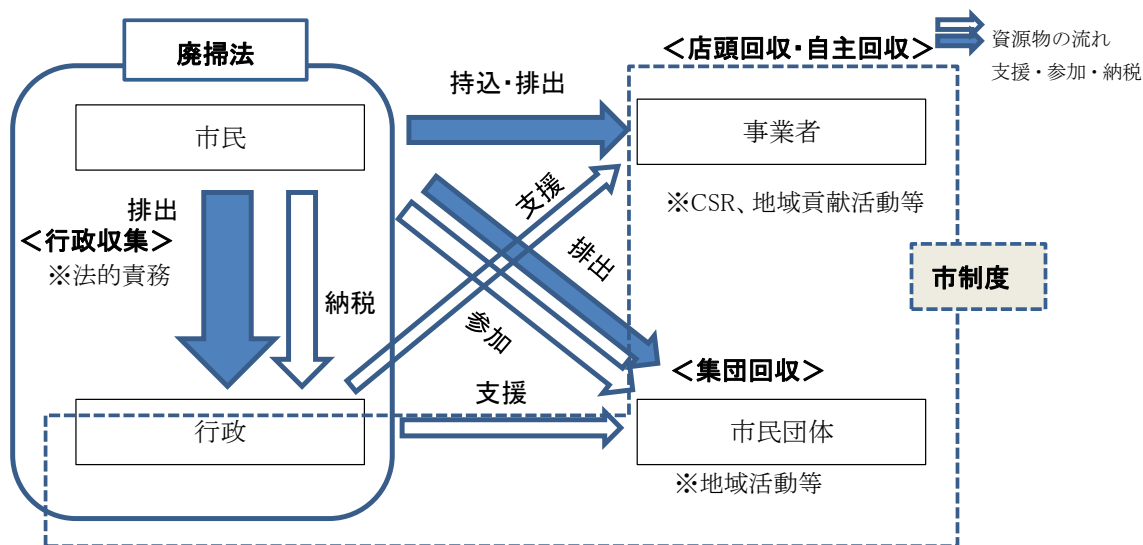 廃掃法
＜店頭回収・自主回収＞
資源物の流れ
支援・参加・納税
市民
持込・排出
事業者
※CSR、地域貢献活動等
排出
＜行政収集＞
※法的責務
納税
支援
排出
参加
市制度
＜集団回収＞
支援
行政
市民団体
※地域活動等